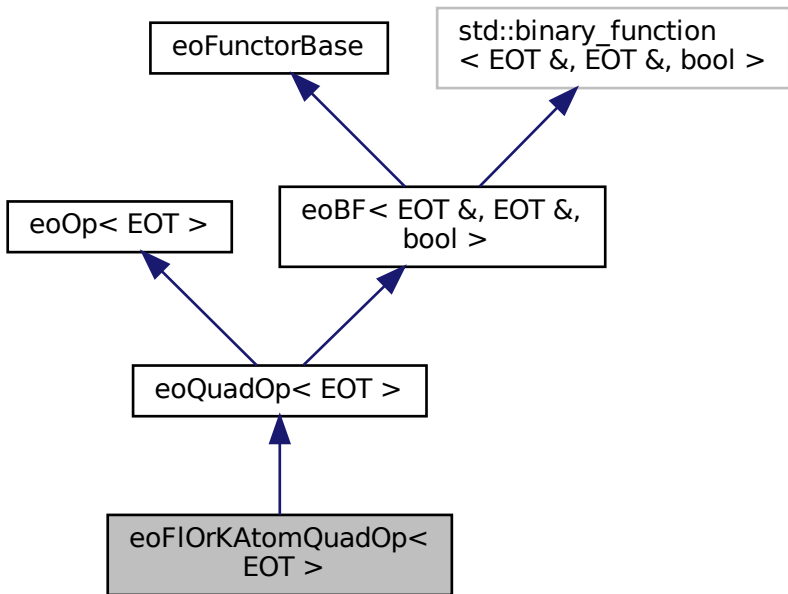 eoFunctorBase
std::binary_function
< EOT &, EOT &, bool >
eoOp< EOT >
eoBF< EOT &, EOT &,
bool >
eoQuadOp< EOT >
eoFlOrKAtomQuadOp<
EOT >